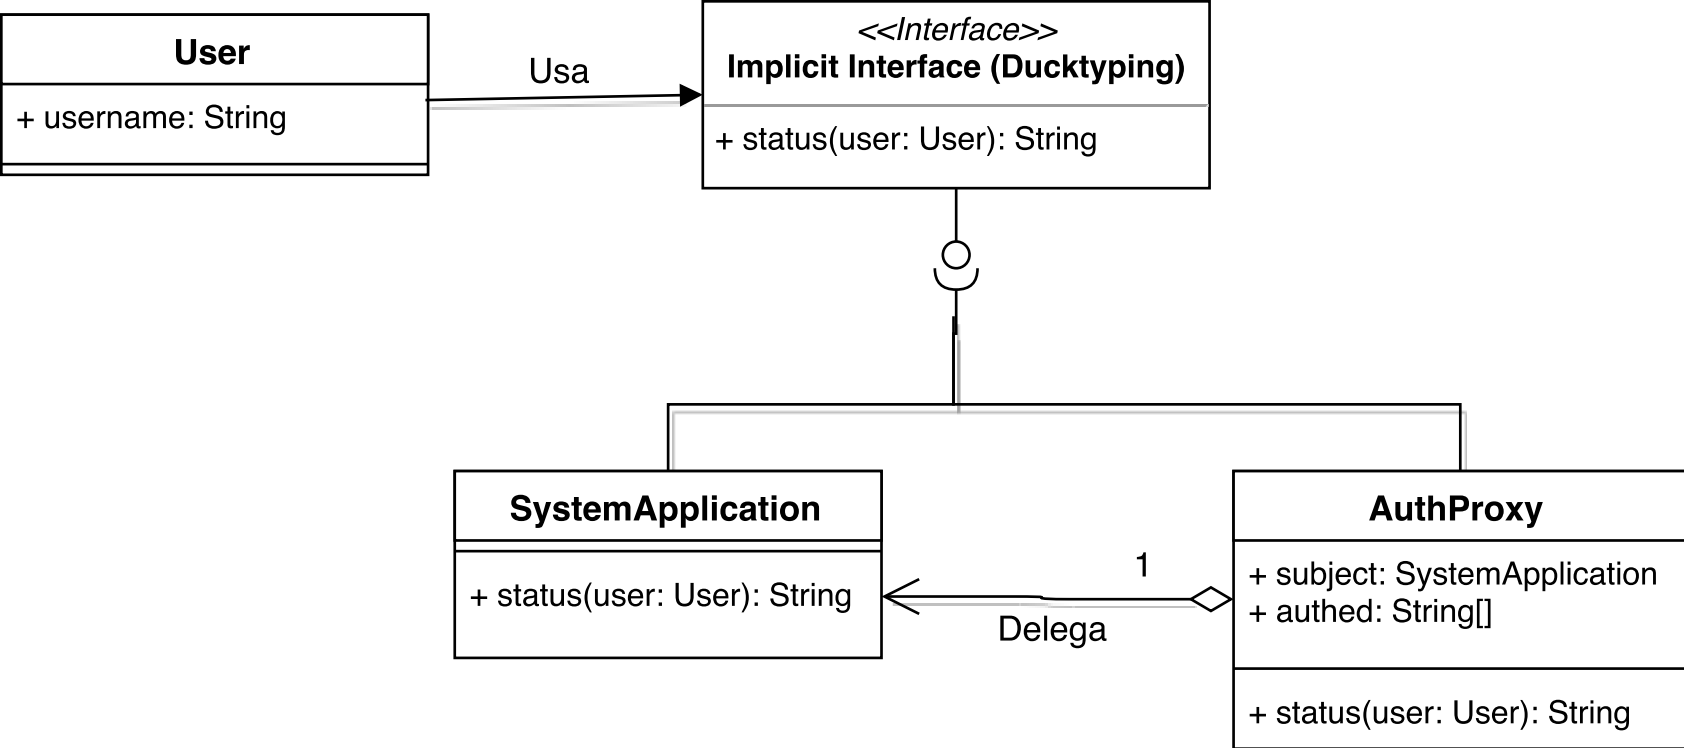 User
+ username: String
Usa
<<Interface>>
Implicit Interface (Ducktyping)
+ status(user: User): String
SystemApplication
+ status(user: User): String
1
Delega
AuthProxy
+ subject: SystemApplication
+ authed: String[]
+ status(user: User): String